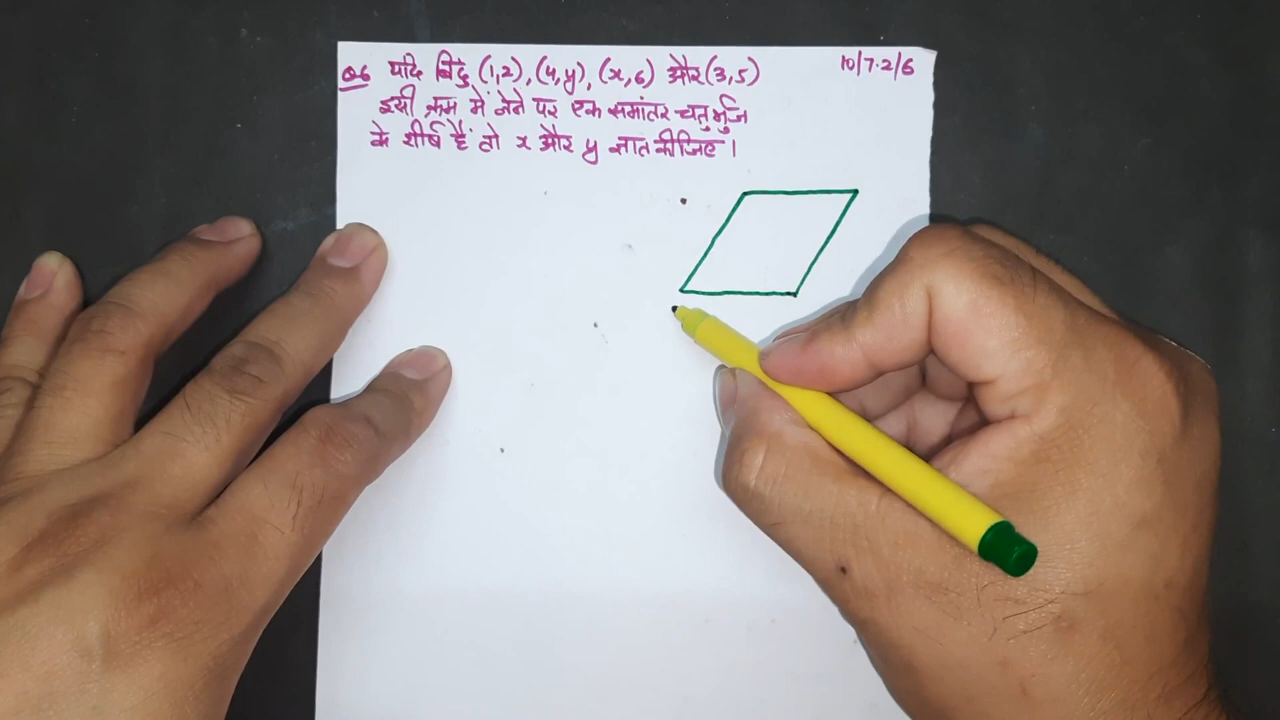 Q6 यदि बिंदु (1,2), (4,y), (x,6) और (3,5)
10/7.2/6
इसी क्रम में लेने पर एक समांतर चतुर्भुज
के शीर्ष हैं तो x और y ज्ञात कीजिए।